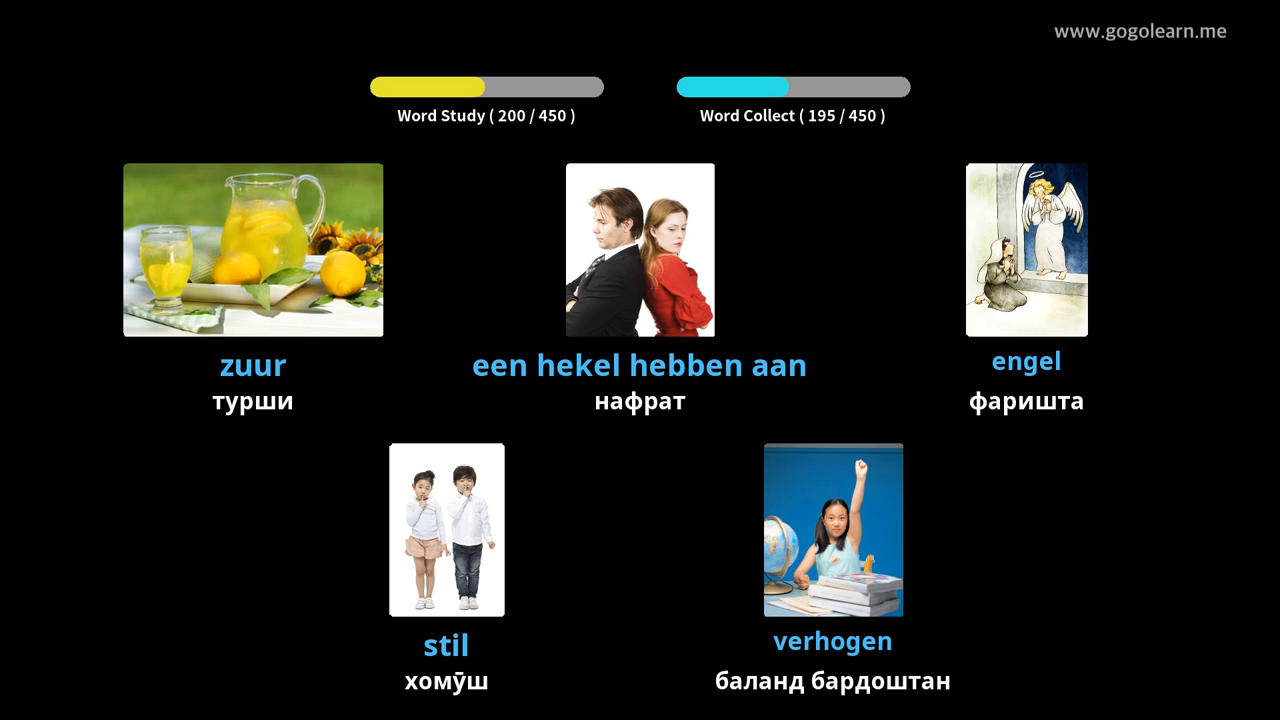 www.gogolearn.me
Word Study ( 200 / 450 )
Word Collect ( 195 / 450 )
zuur
турши
een hekel hebben aan
нафрат
engel
фаришта
stil
хомӯш
verhogen
баланд бардоштан